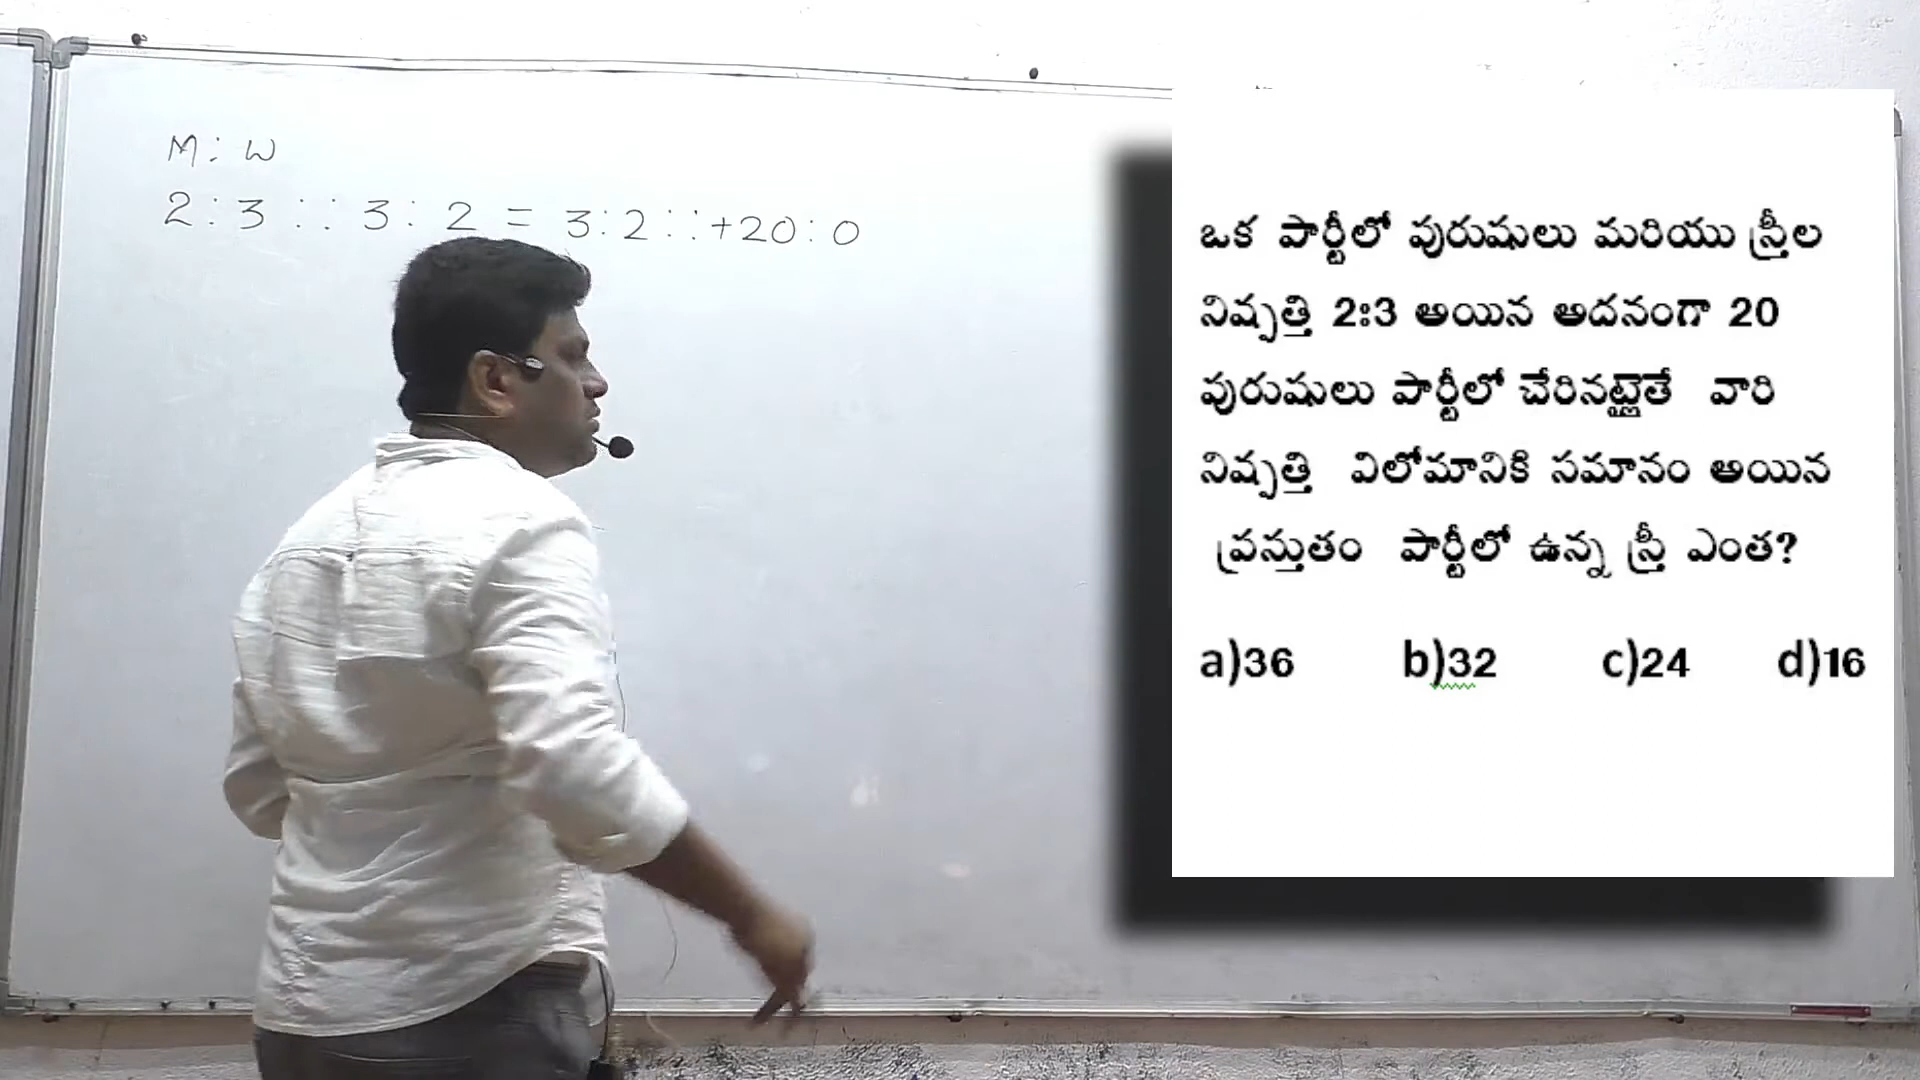 M : W
2 : 3 :: 3 : 2 = 3 : 2 :: +20 : 0
ఒక పార్టీలో పురుషులు మరియు స్త్రీల
నిష్పత్తి 2:3 అయిన అదనంగా 20
పురుషులు పార్టీలో చేరినట్లైతే వారి
నిష్పత్తి విలోమానికి సమానం అయిన
ప్రస్తుతం పార్టీలో ఉన్న స్త్రీ ఎంత?
a)36 b)32 c)24 d)16